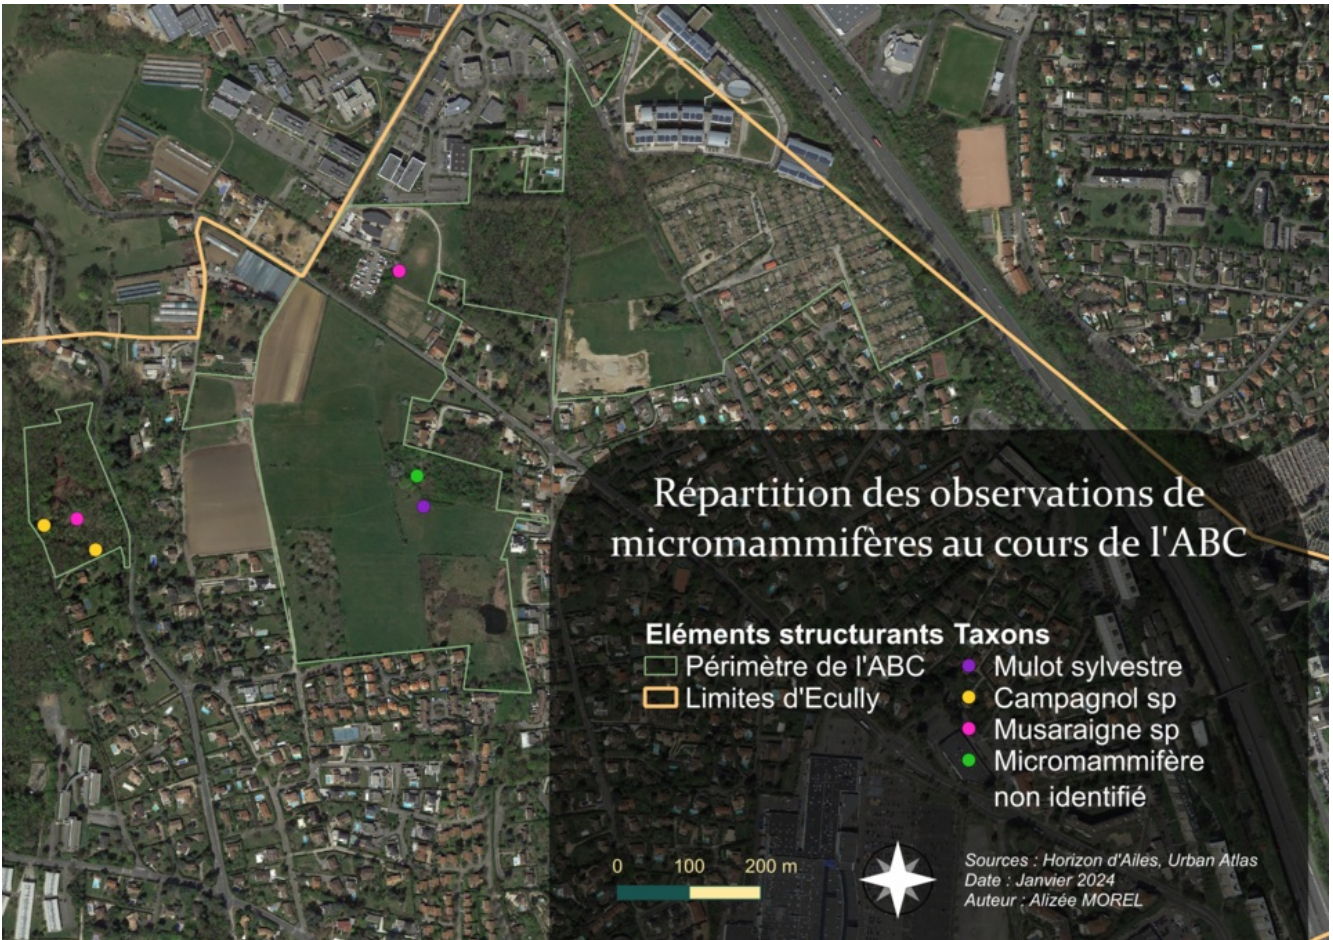 Répartition des observations de
micromammifères au cours de l'ABC
Eléments structurants
Périmètre de l'ABC
Limites d'Ecully
Taxons
Mulot sylvestre
Campagnol sp
Musaraigne sp
Micromammifère
non identifié
0 100 200 m
Sources : Horizon d'Ailes, Urban Atlas
Date : Janvier 2024
Auteur : Alizée MOREL